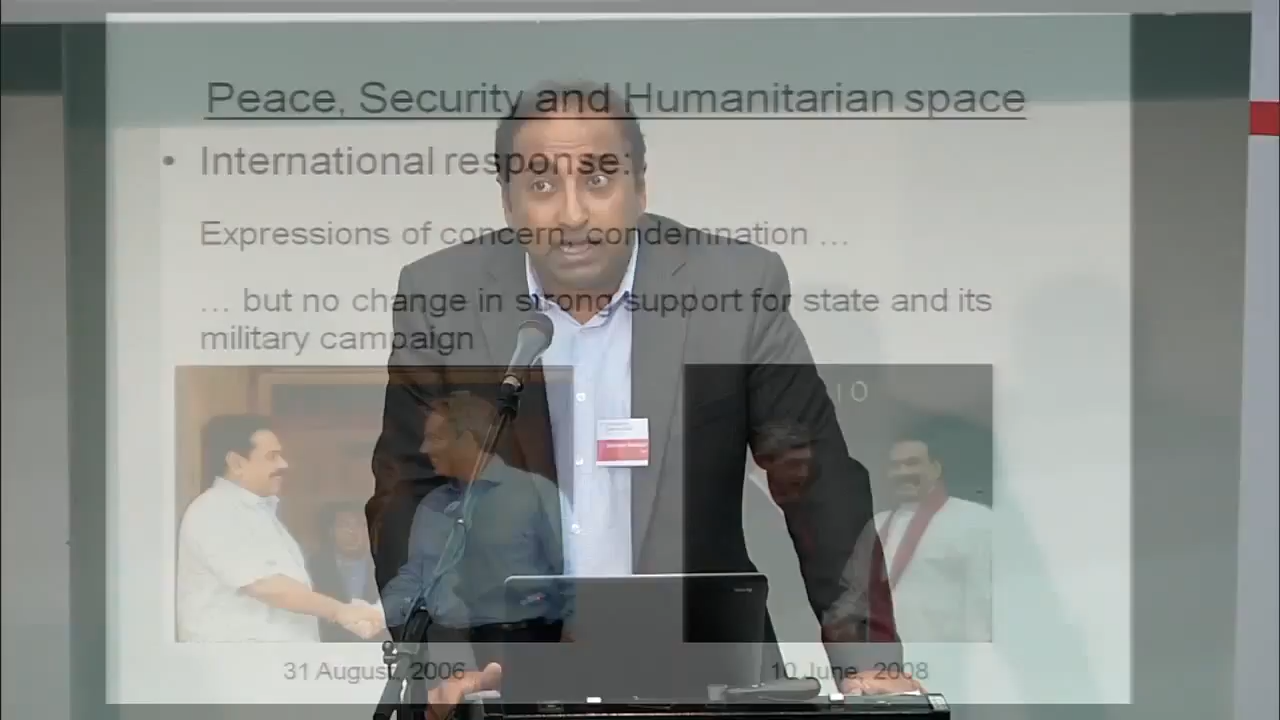 Peace, Security and Humanitarian space
• International response:
Expressions of concern, condemnation …
… but no change in strong support for state and its
military campaign
10
31 August, 2006
10 June, 2008